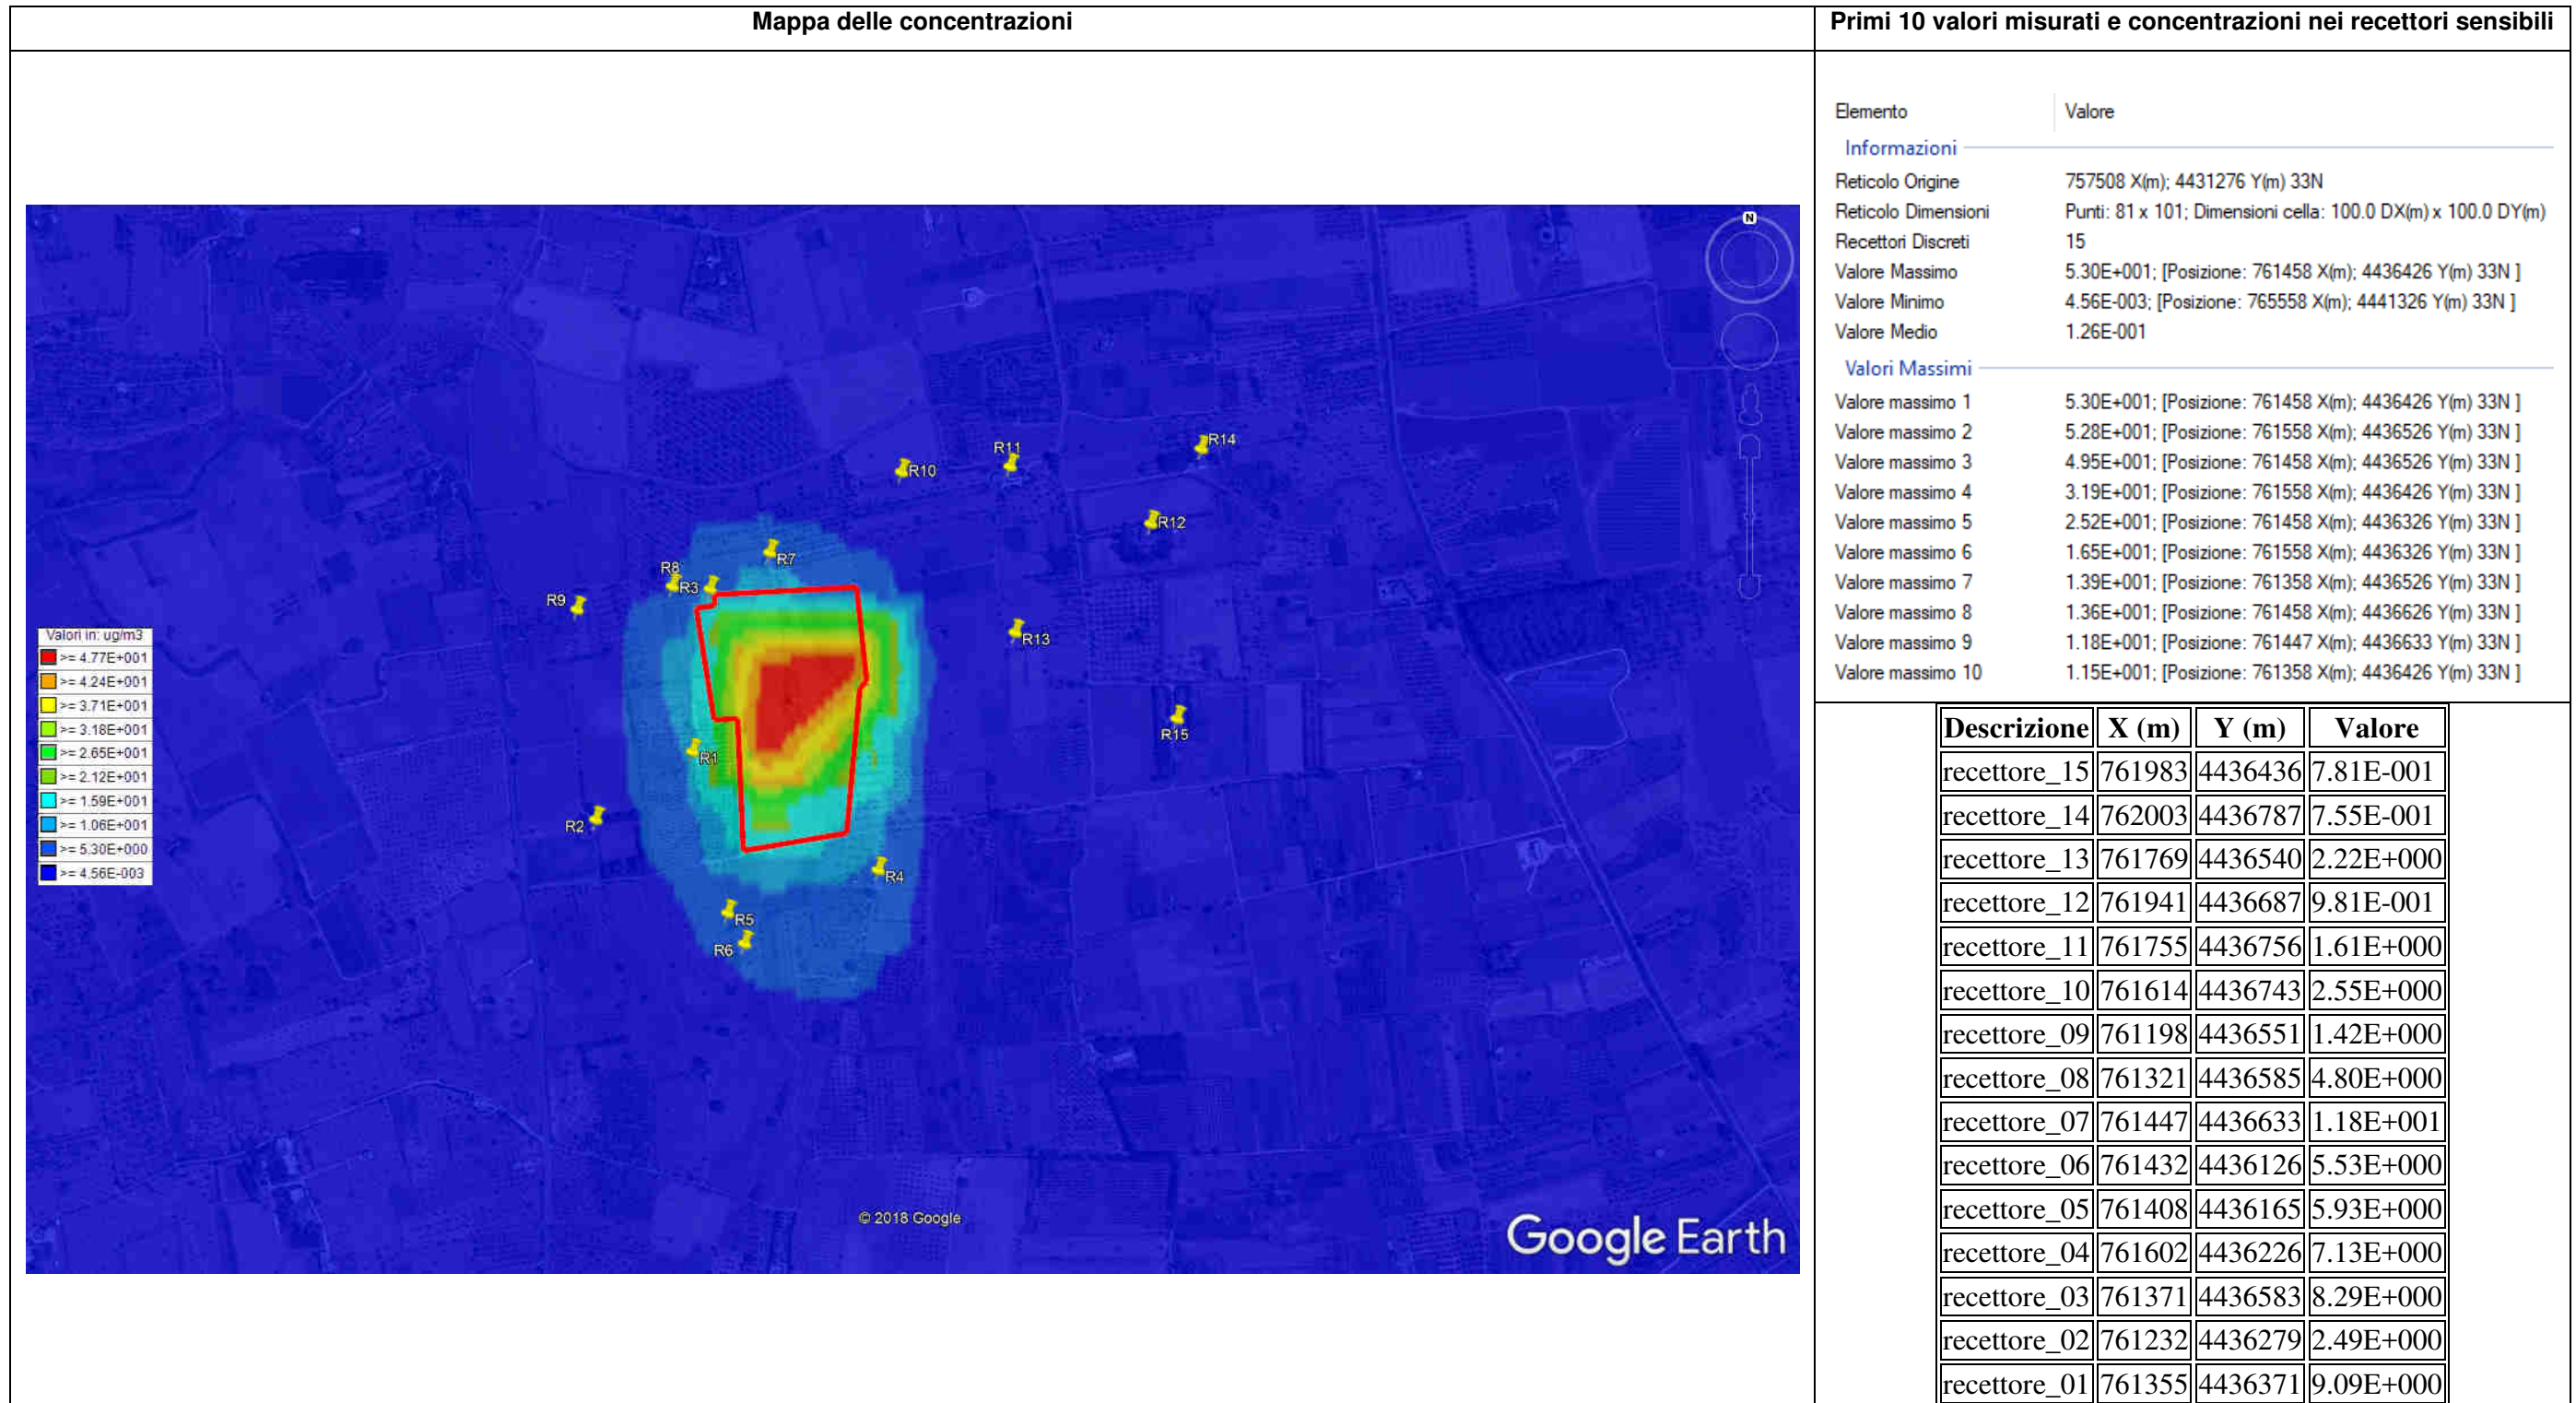 Mappa delle concentrazioni
Primi 10 valori misurati e concentrazioni nei recettori sensibili
N
R14
R11
R10
R12
R7
R8
R3
R9
R13
R1
R15
R2
R4
R5
R6
Valori in: ug/m3
>= 4.77E+001
>= 4.24E+001
>= 3.71E+001
>= 3.18E+001
>= 2.65E+001
>= 2.12E+001
>= 1.59E+001
>= 1.06E+001
>= 5.30E+000
>= 4.56E-003
© 2018 Google
Google Earth
Elemento Valore
Informazioni
Reticolo Origine 757508 X(m); 4431276 Y(m) 33N
Reticolo Dimensioni Punti: 81 x 101; Dimensioni cella: 100.0 DX(m) x 100.0 DY(m)
Recettori Discreti 15
Valore Massimo 5.30E+001; [Posizione: 761458 X(m); 4436426 Y(m) 33N ]
Valore Minimo 4.56E-003; [Posizione: 765558 X(m); 4441326 Y(m) 33N ]
Valore Medio 1.26E-001
Valori Massimi
Valore massimo 1 5.30E+001; [Posizione: 761458 X(m); 4436426 Y(m) 33N ]
Valore massimo 2 5.28E+001; [Posizione: 761558 X(m); 4436526 Y(m) 33N ]
Valore massimo 3 4.95E+001; [Posizione: 761458 X(m); 4436526 Y(m) 33N ]
Valore massimo 4 3.19E+001; [Posizione: 761558 X(m); 4436426 Y(m) 33N ]
Valore massimo 5 2.52E+001; [Posizione: 761458 X(m); 4436326 Y(m) 33N ]
Valore massimo 6 1.65E+001; [Posizione: 761558 X(m); 4436326 Y(m) 33N ]
Valore massimo 7 1.39E+001; [Posizione: 761358 X(m); 4436526 Y(m) 33N ]
Valore massimo 8 1.36E+001; [Posizione: 761458 X(m); 4436626 Y(m) 33N ]
Valore massimo 9 1.18E+001; [Posizione: 761447 X(m); 4436633 Y(m) 33N ]
Valore massimo 10 1.15E+001; [Posizione: 761358 X(m); 4436426 Y(m) 33N ]
Descrizione X (m) Y (m) Valore
recettore_15 761983 4436436 7.81E-001
recettore_14 762003 4436787 7.55E-001
recettore_13 761769 4436540 2.22E+000
recettore_12 761941 4436687 9.81E-001
recettore_11 761755 4436756 1.61E+000
recettore_10 761614 4436743 2.55E+000
recettore_09 761198 4436551 1.42E+000
recettore_08 761321 4436585 4.80E+000
recettore_07 761447 4436633 1.18E+001
recettore_06 761432 4436126 5.53E+000
recettore_05 761408 4436165 5.93E+000
recettore_04 761602 4436226 7.13E+000
recettore_03 761371 4436583 8.29E+000
recettore_02 761232 4436279 2.49E+000
recettore_01 761355 4436371 9.09E+000